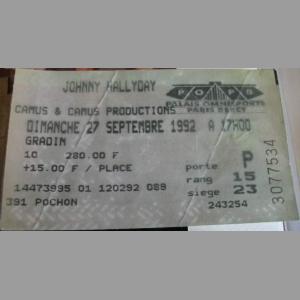 JOHNNY HALLYDAY
POPB
PALAIS OMNISPORTS
PARIS BERCY
CAMUS & CAMUS PRODUCTIONS
DIMANCHE 27 SEPTEMBRE 1992 A 17H00
GRADIN
10 280.00 F
+15.00 F / PLACE
porte P
rang 15
siege 23
14473995 01 120292 089
243254
391 POCHON
3077534